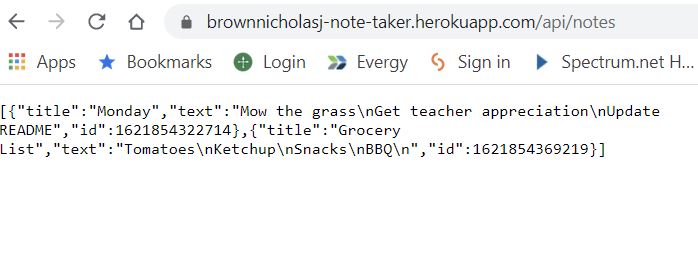 brownnicholasj-note-taker.herokuapp.com/api/notes
Apps Bookmarks Login Evergy Sign in Spectrum.net H...
[{"title":"Monday","text":"Mow the grass\nGet teacher appreciation\nUpdate
README","id":1621854322714},{"title":"Grocery
List","text":"Tomatoes\nKetchup\nSnacks\nBBQ\n","id":1621854369219}]